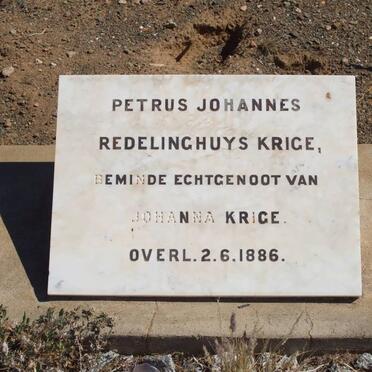 PETRUS JOHANNES
REDELINGHUYS KRIGE,
BEMINDE ECHTGENOOT VAN
JOHANNA KRIGE.
OVERL. 2.6.1886.